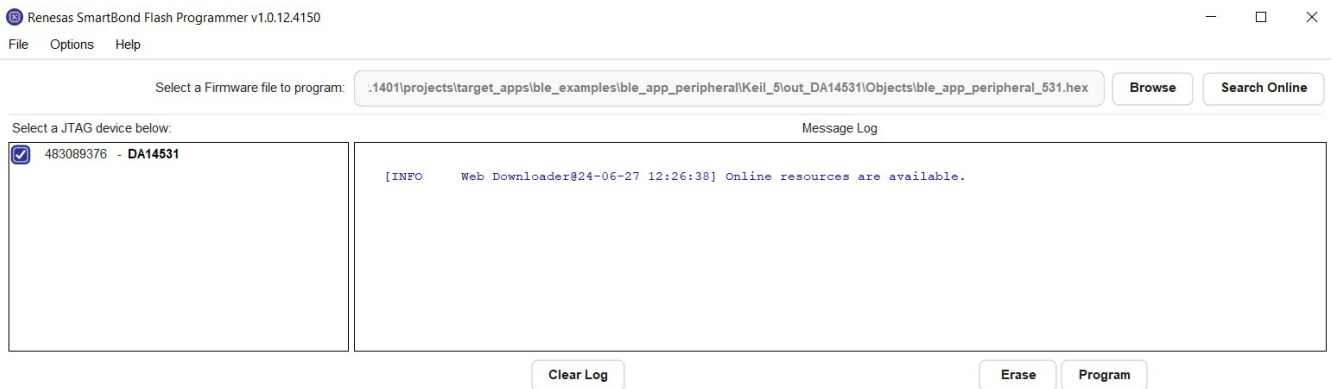 Renesas SmartBond Flash Programmer v1.0.12.4150
File Options Help
Select a Firmware file to program: .1401\projects\target_apps\ble_examples\ble_app_peripheral\Keil_5\out_DA14531\Objects\ble_app_peripheral_531.hex Browse Search Online
Select a JTAG device below: Message Log
483089376 - DA14531
[INFO Web Downloader@24-06-27 12:26:38] Online resources are available.
Clear Log Erase Program